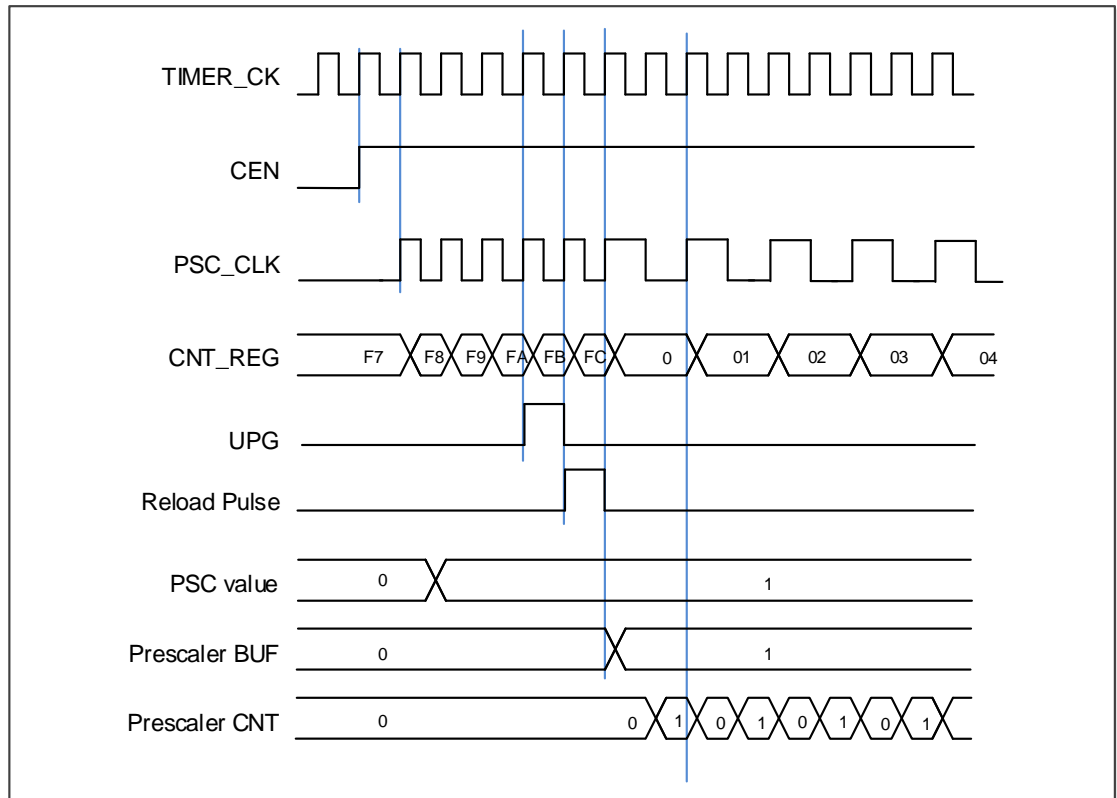 TIMER_CK
CEN
PSC_CLK
CNT_REG F7 F8 F9 FA FB FC 0 01 02 03 04
UPG
Reload Pulse
PSC value 0 1
Prescaler BUF 0 1
Prescaler CNT 0 0 1 0 1 0 1 0 1